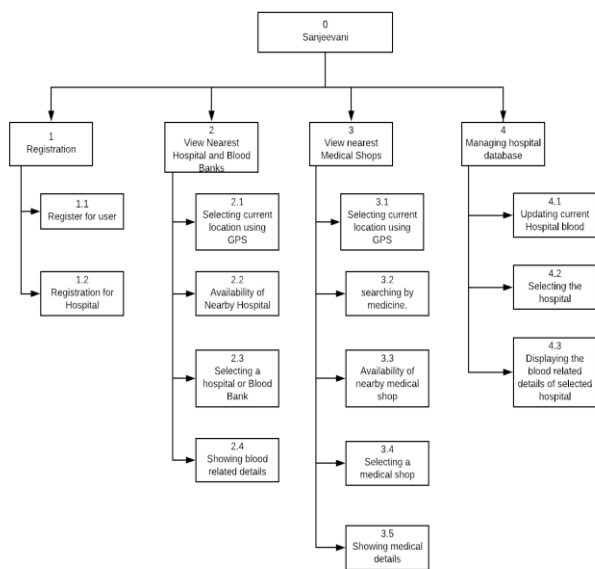 0
Sanjeevani
1
Registration
2
View Nearest
Hospital and Blood
Banks
3
View nearest
Medical Shops
4
Managing hospital
database
1.1
Register for user
1.2
Registration for
Hospital
2.1
Selecting current
location using
GPS
2.2
Availability of
Nearby Hospital
2.3
Selecting a
hospital or Blood
Bank
2.4
Showing blood
related details
3.1
Selecting current
location using
GPS
3.2
searching by
medicine.
3.3
Availability of
nearby medical
shop
3.4
Selecting a
medical shop
3.5
Showing medical
details
4.1
Updating current
Hospital blood
4.2
Selecting the
hospital
4.3
Displaying the
blood related
details of selected
hospital